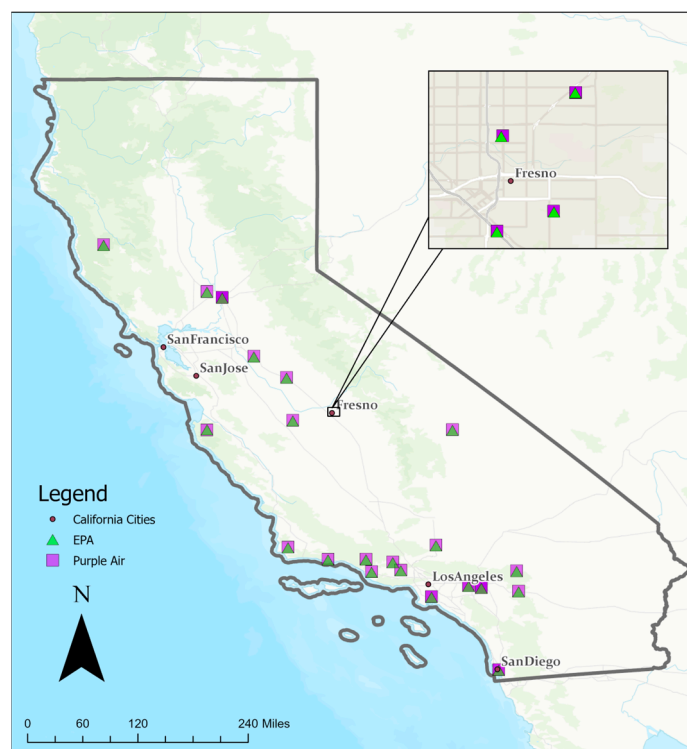 Fresno
SanFrancisco
SanJose
Fresno
Legend
California Cities
EPA
Purple Air
LosAngeles
N
SanDiego
0 60 120 240 Miles